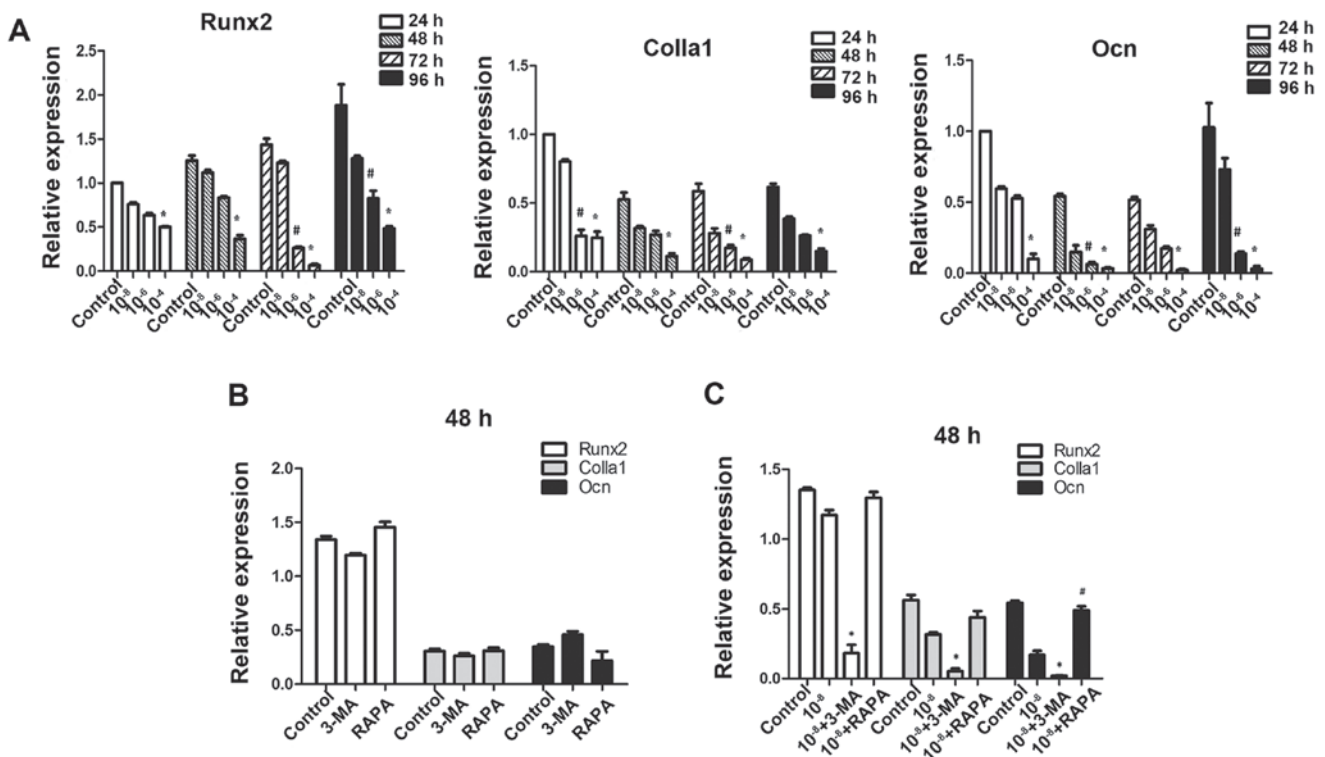 A
Runx2
24 h
48 h
72 h
96 h
Relative expression
2.5
2.0
1.5
1.0
0.5
0.0
# * * # * # *
Control 10-8 10-6 10-4 Control 10-8 10-6 10-4 Control 10-8 10-6 10-4 Control 10-8 10-6 10-4
Colla1
24 h
48 h
72 h
96 h
Relative expression
1.5
1.0
0.5
0.0
# * * # * *
Control 10-8 10-6 10-4 Control 10-8 10-6 10-4 Control 10-8 10-6 10-4 Control 10-8 10-6 10-4
Ocn
24 h
48 h
72 h
96 h
Relative expression
1.5
1.0
0.5
0.0
* # * * # *
Control 10-8 10-6 10-4 Control 10-8 10-6 10-4 Control 10-8 10-6 10-4 Control 10-8 10-6 10-4
B
48 h
Runx2
Colla1
Ocn
Relative expression
2.0
1.5
1.0
0.5
0.0
Control 3-MA RAPA Control 3-MA RAPA Control 3-MA RAPA
C
48 h
Runx2
Colla1
Ocn
Relative expression
1.5
1.0
0.5
0.0
* * * #
Control 10-8 10-8+3-MA 10-8+RAPA Control 10-8 10-8+3-MA 10-8+RAPA Control 10-8 10-8+3-MA 10-8+RAPA